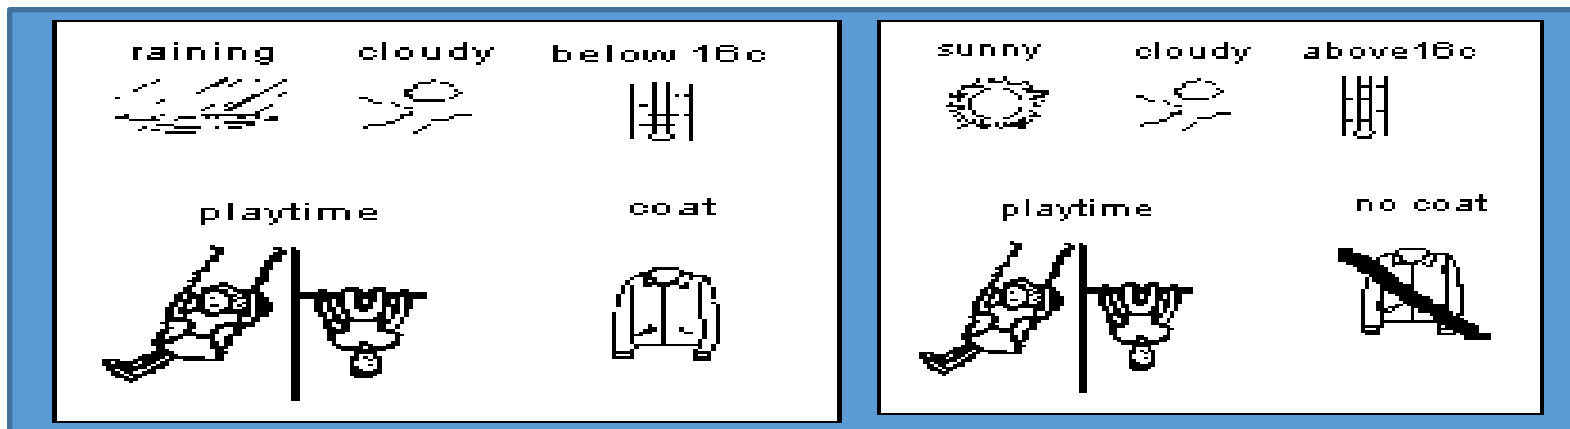 raining cloudy below 16c
playtime coat
sunny cloudy above16c
playtime no coat